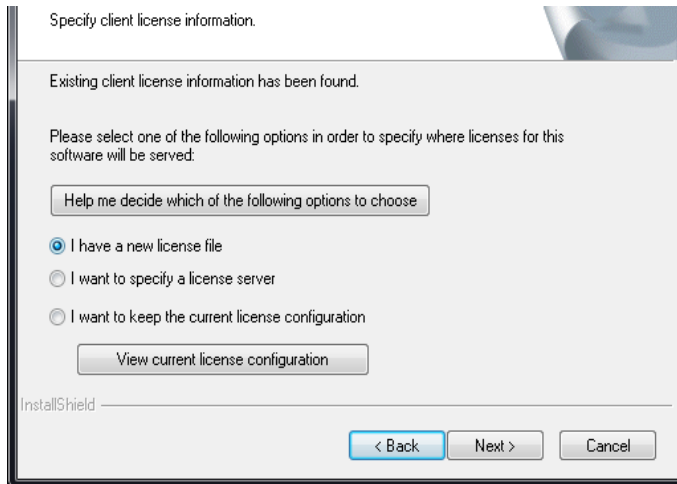 Specify client license information.
Existing client license information has been found.
Please select one of the following options in order to specify where licenses for this
software will be served:
Help me decide which of the following options to choose
I have a new license file
I want to specify a license server
I want to keep the current license configuration
View current license configuration
InstallShield
< Back
Next >
Cancel